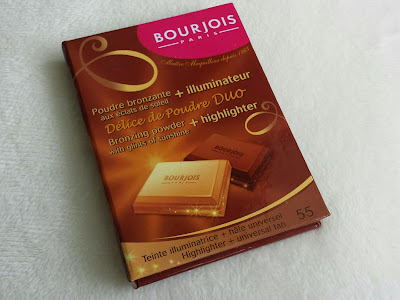 BOURJOIS
PARIS
Maître Maquilleur depuis 1863
Poudre bronzante + illuminateur
aux éclats de soleil
Délice de Poudre Duo
Bronzing powder + highlighter
with glints of sunshine
BOURJOIS
55
Teinte illuminatrice + hâle universel
Highlighter + universal tan